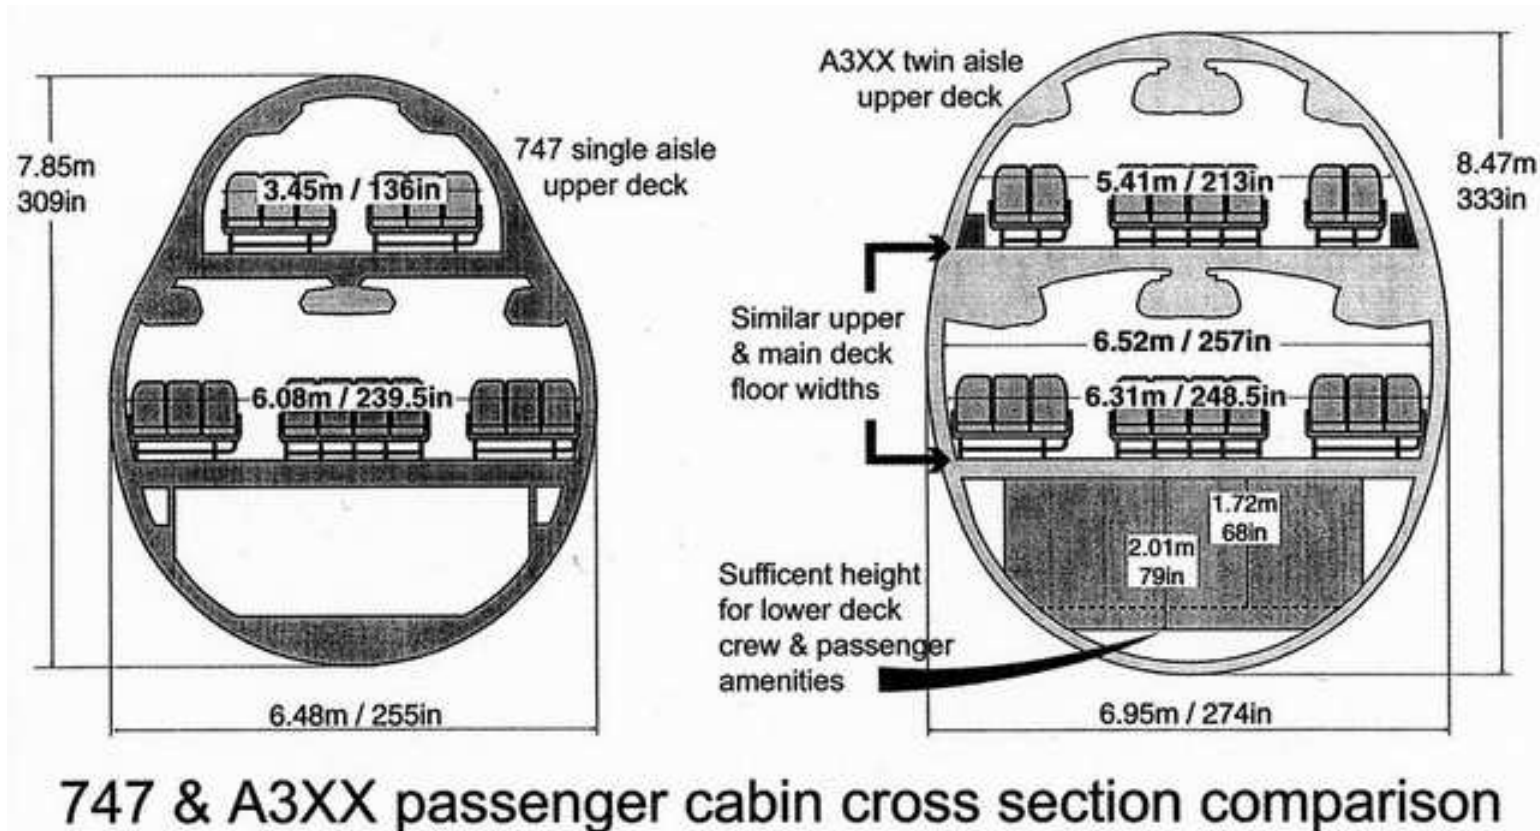 7.85m
309in
747 single aisle
upper deck
3.45m / 136in
6.08m / 239.5in
6.48m / 255in
A3XX twin aisle
upper deck
8.47m
333in
5.41m / 213in
Similar upper
& main deck
floor widths
6.52m / 257in
6.31m / 248.5in
1.72m
68in
2.01m
79in
Sufficent height
for lower deck
crew & passenger
amenities
6.95m / 274in
747 & A3XX passenger cabin cross section comparison